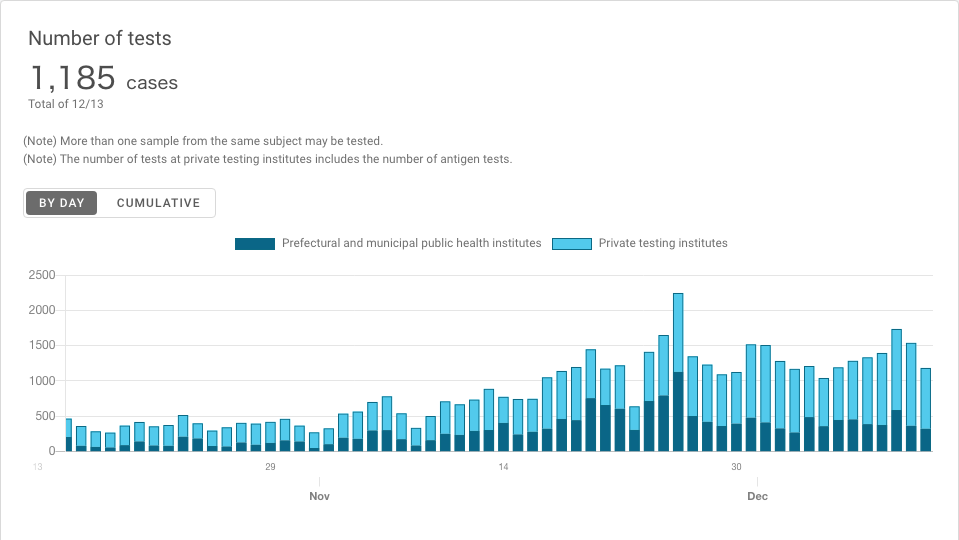 Number of tests
1,185 cases
Total of 12/13
(Note) More than one sample from the same subject may be tested.
(Note) The number of tests at private testing institutes includes the number of antigen tests.
BY DAY CUMULATIVE
Prefectural and municipal public health institutes Private testing institutes
2500
2000
1500
1000
500
0
13 29 14 30
Nov Dec